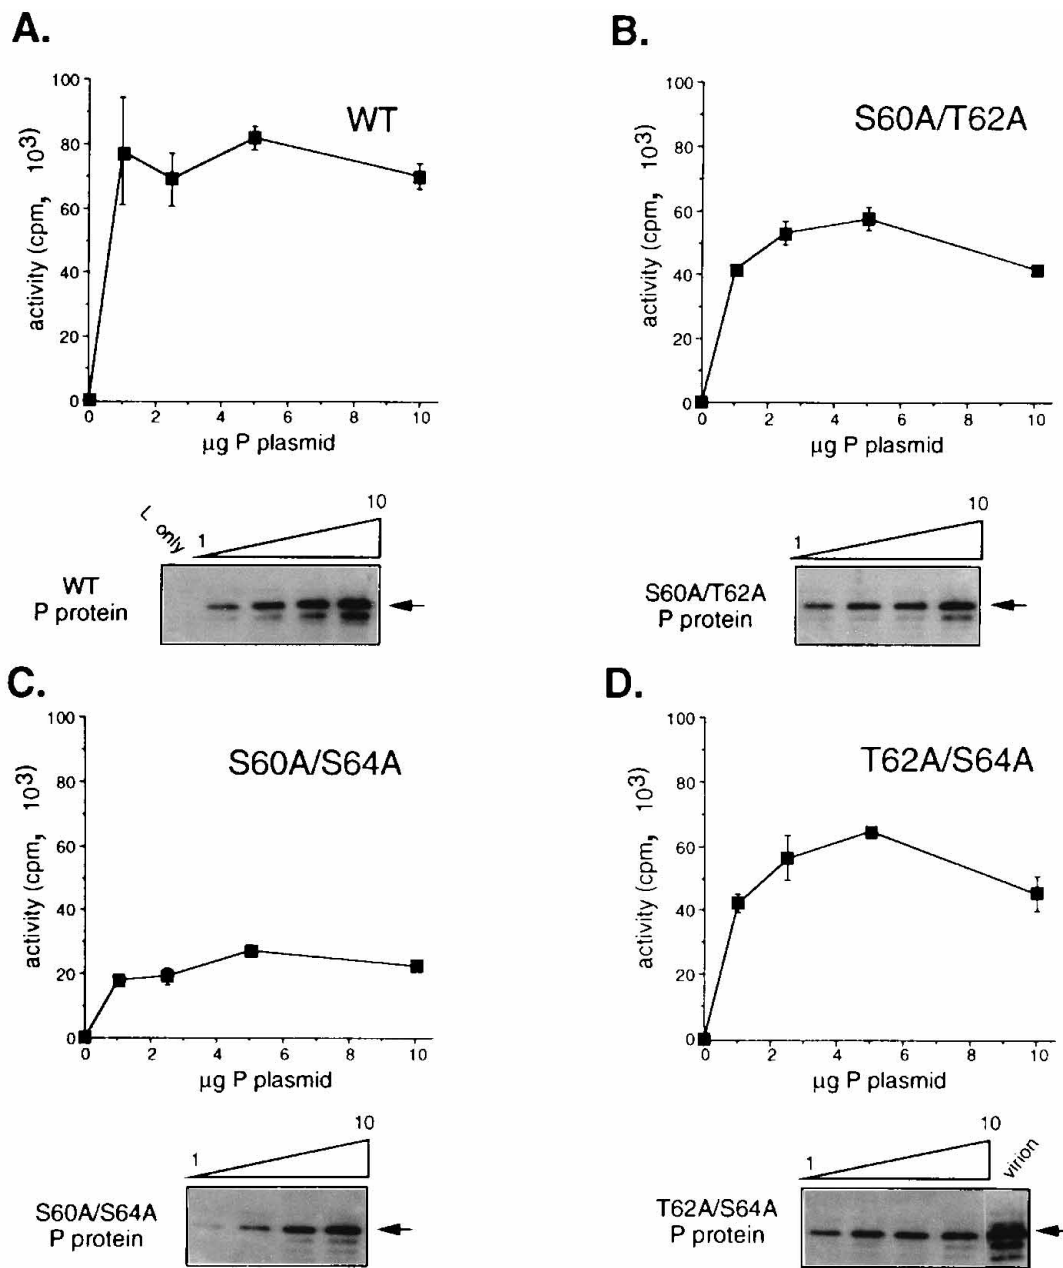 A.
WT
activity (cpm, 10³)
100
80
60
40
20
0
0 2 4 6 8 10
µg P plasmid
L only
1
10
WT
P protein
B.
S60A/T62A
activity (cpm, 10³)
100
80
60
40
20
0
0 2 4 6 8 10
µg P plasmid
1
10
S60A/T62A
P protein
C.
S60A/S64A
activity (cpm, 10³)
100
80
60
40
20
0
0 2 4 6 8 10
µg P plasmid
1
10
S60A/S64A
P protein
D.
T62A/S64A
activity (cpm, 10³)
100
80
60
40
20
0
0 2 4 6 8 10
µg P plasmid
1
10
virion
T62A/S64A
P protein